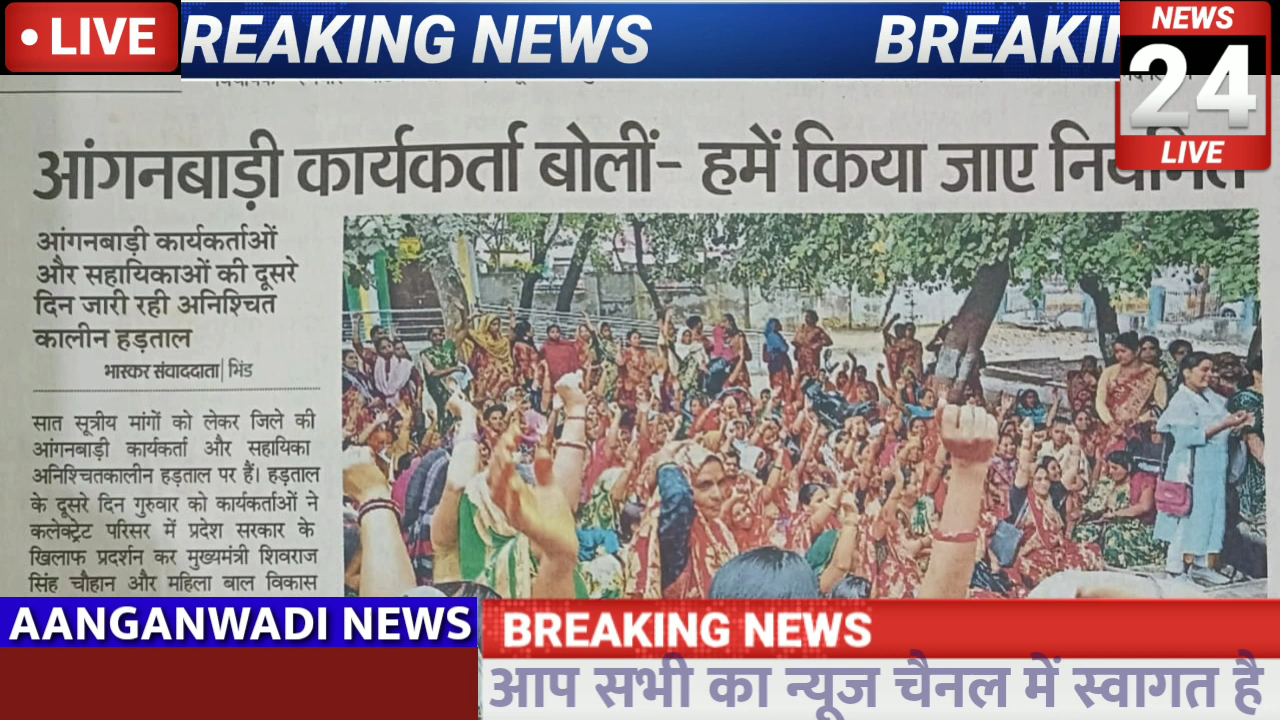 LIVE
REAKING NEWS
BREAKIN
NEWS
24
LIVE
आंगनबाड़ी कार्यकर्ता बोलीं- हमें किया जाए नियमित
आंगनबाड़ी कार्यकर्ताओं
और सहायिकाओं की दूसरे
दिन जारी रही अनिश्चित
कालीन हड़ताल
भास्कर संवाददाता| भिंड
सात सूत्रीय मांगों को लेकर जिले की
आंगनबाड़ी कार्यकर्ता और सहायिका
अनिश्चितकालीन हड़ताल पर हैं। हड़ताल
के दूसरे दिन गुरुवार को कार्यकर्ताओं ने
कलेक्ट्रेट परिसर में प्रदेश सरकार के
खिलाफ प्रदर्शन कर मुख्यमंत्री शिवराज
सिंह चौहान और महिला बाल विकास
AANGANWADI NEWS
BREAKING NEWS
आप सभी का न्यूज चैनल में स्वागत है